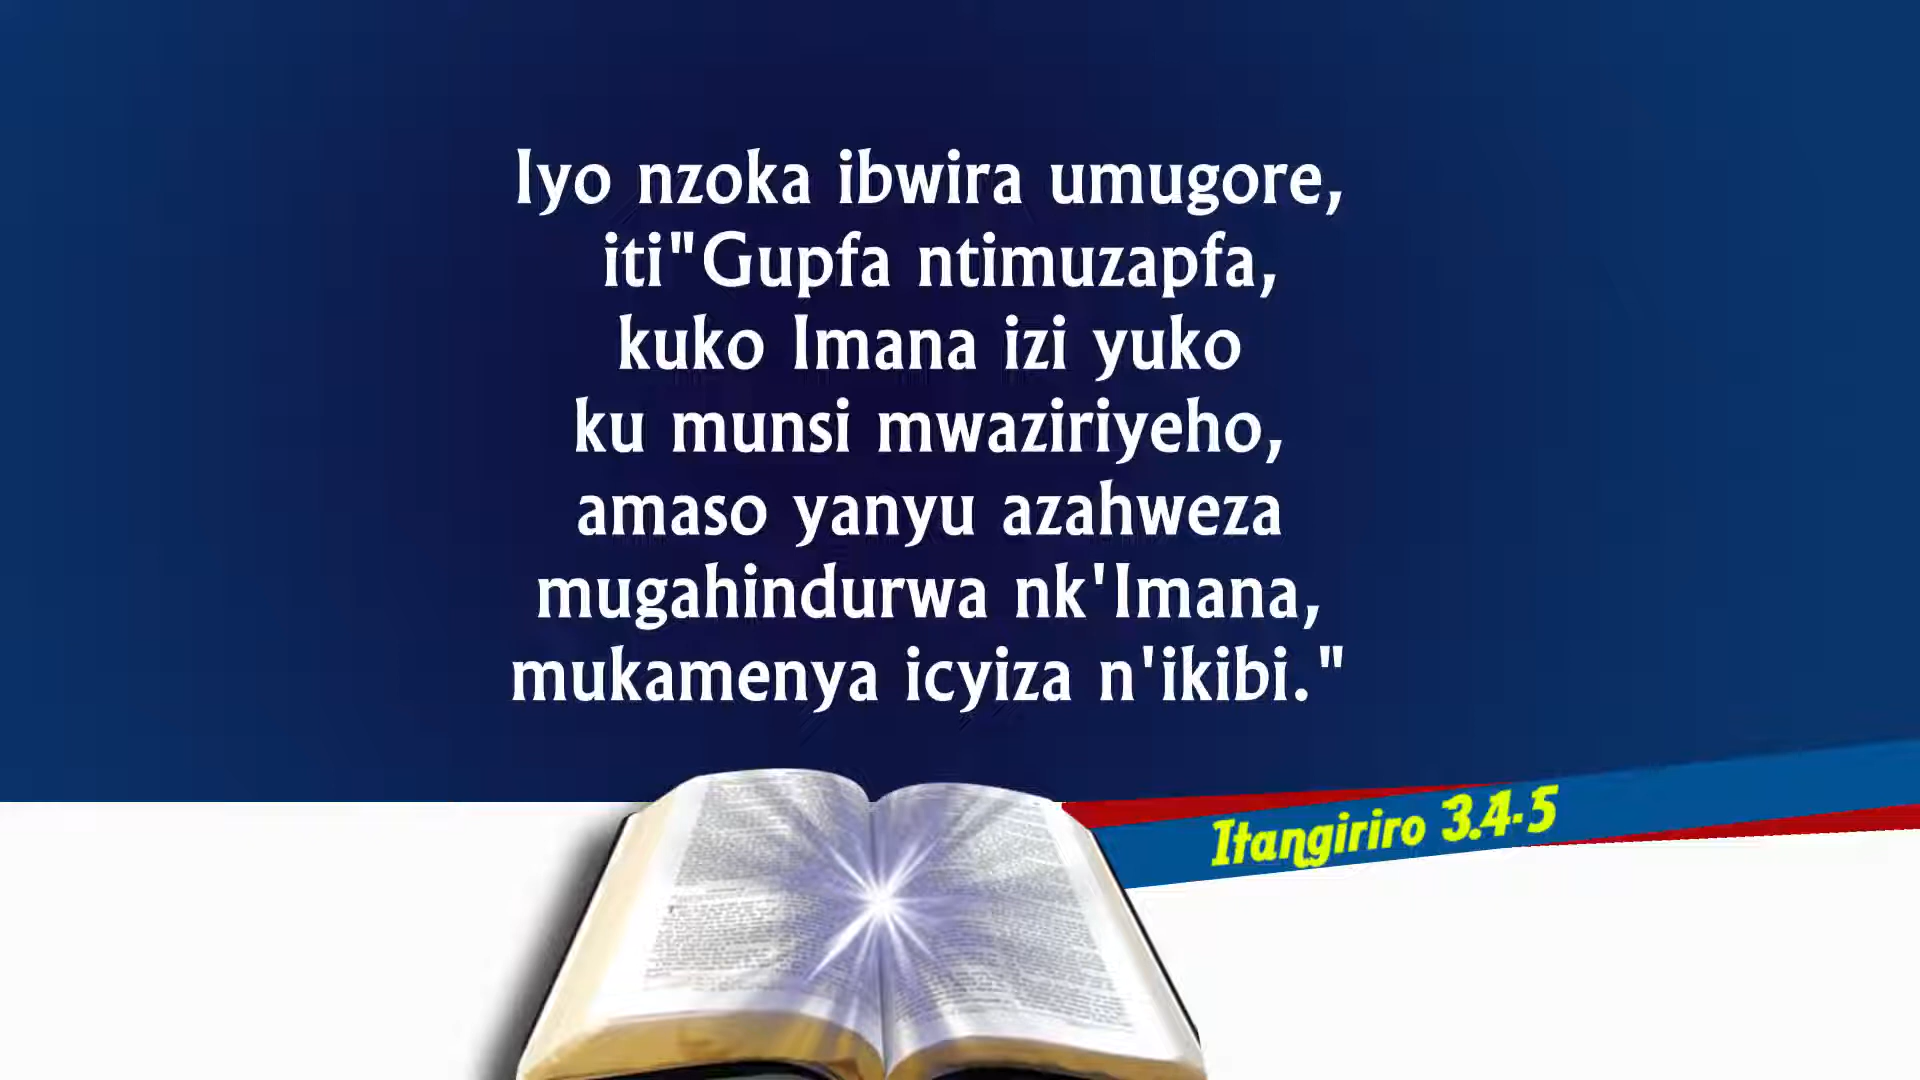 Iyo nzoka ibwira umugore,
iti"Gupfa ntimuzapfa,
kuko Imana izi yuko
ku munsi mwaziriyeho,
amaso yanyu azahweza
mugahindurwa nk'Imana,
mukamenya icyiza n'ikibi."
Itangiriro 3.4-5